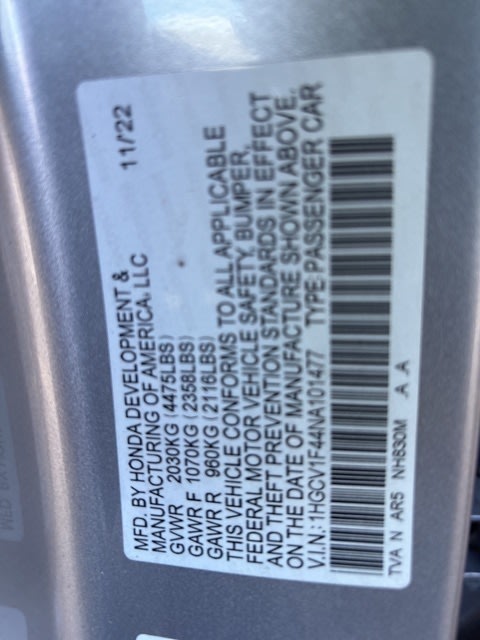 MFD. BY HONDA DEVELOPMENT & 11/22
MANUFACTURING OF AMERICA, LLC
GVWR 2030KG (4475LBS)
GAWR F 1070KG (2358LBS)
GAWR R 960KG (2116LBS)
THIS VEHICLE CONFORMS TO ALL APPLICABLE
FEDERAL MOTOR VEHICLE SAFETY, BUMPER,
AND THEFT PREVENTION STANDARDS IN EFFECT
ON THE DATE OF MANUFACTURE SHOWN ABOVE.
V.I.N.: 1HGCV1F44NA101477 TYPE:PASSENGER CAR
TVA N AR5 NH830M A .A